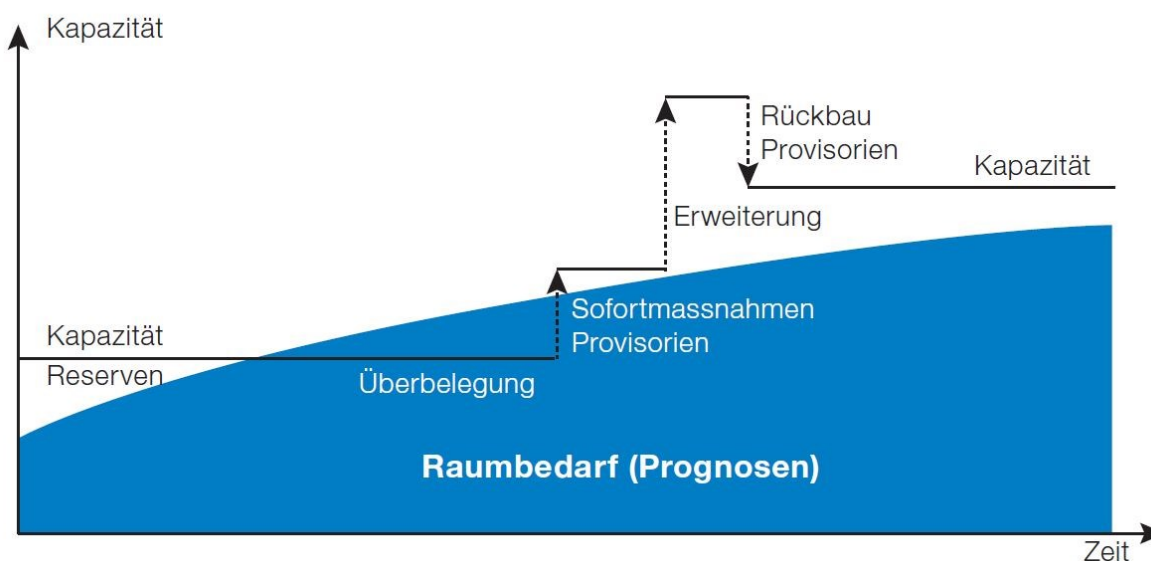 Kapazität
Rückbau
Provisorien
Kapazität
Erweiterung
Sofortmassnahmen
Provisorien
Kapazität
Reserven
Überbelegung
Raumbedarf (Prognosen)
Zeit